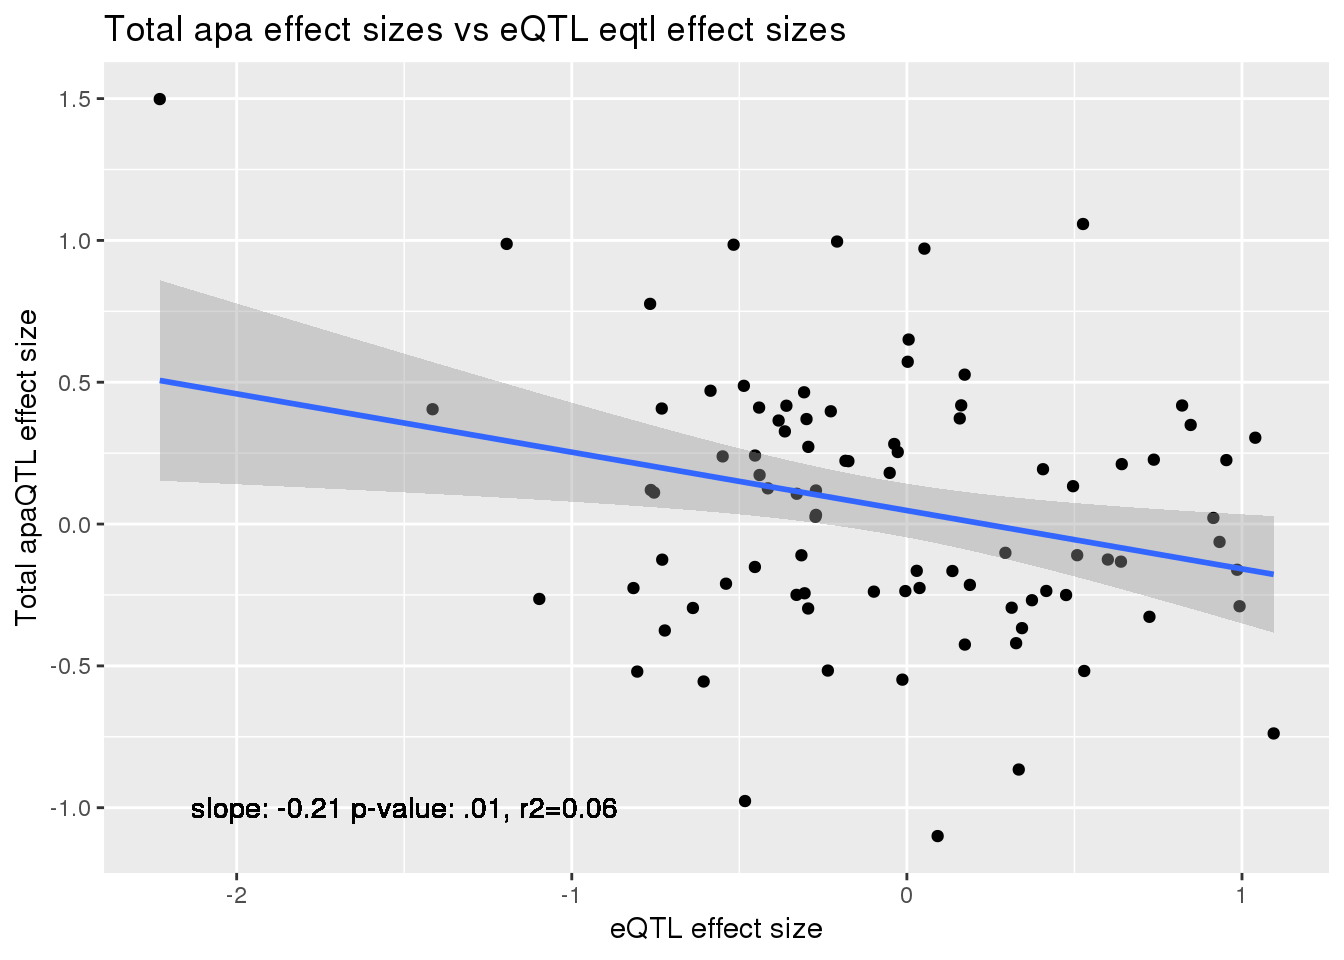 Total apa effect sizes vs eQTL eqtl effect sizes
Total apaQTL effect size
1.5
1.0
0.5
0.0
-0.5
-1.0
slope: -0.21 p-value: .01, r2=0.06
-2
-1
0
1
eQTL effect size